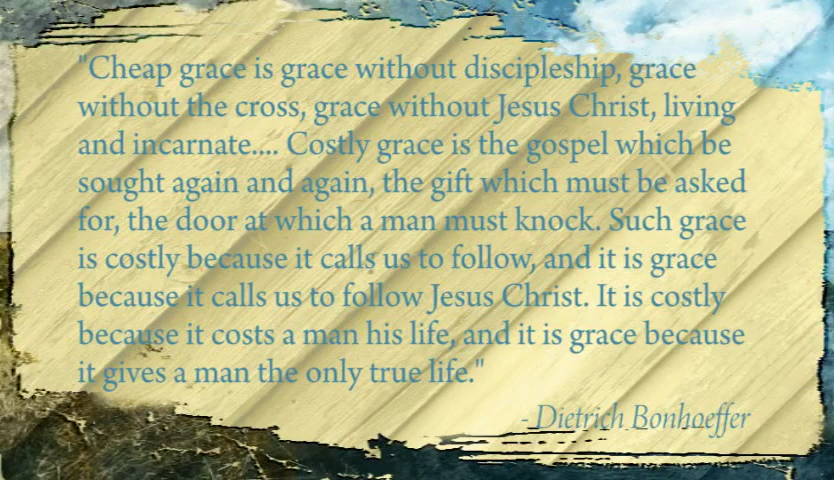 "Cheap grace is grace without discipleship, grace
without the cross, grace without Jesus Christ, living
and incarnate.... Costly grace is the gospel which be
sought again and again, the gift which must be asked
for, the door at which a man must knock. Such grace
is costly because it calls us to follow, and it is grace
because it calls us to follow Jesus Christ. It is costly
because it costs a man his life, and it is grace because
it gives a man the only true life."
- Dietrich Bonhoeffer